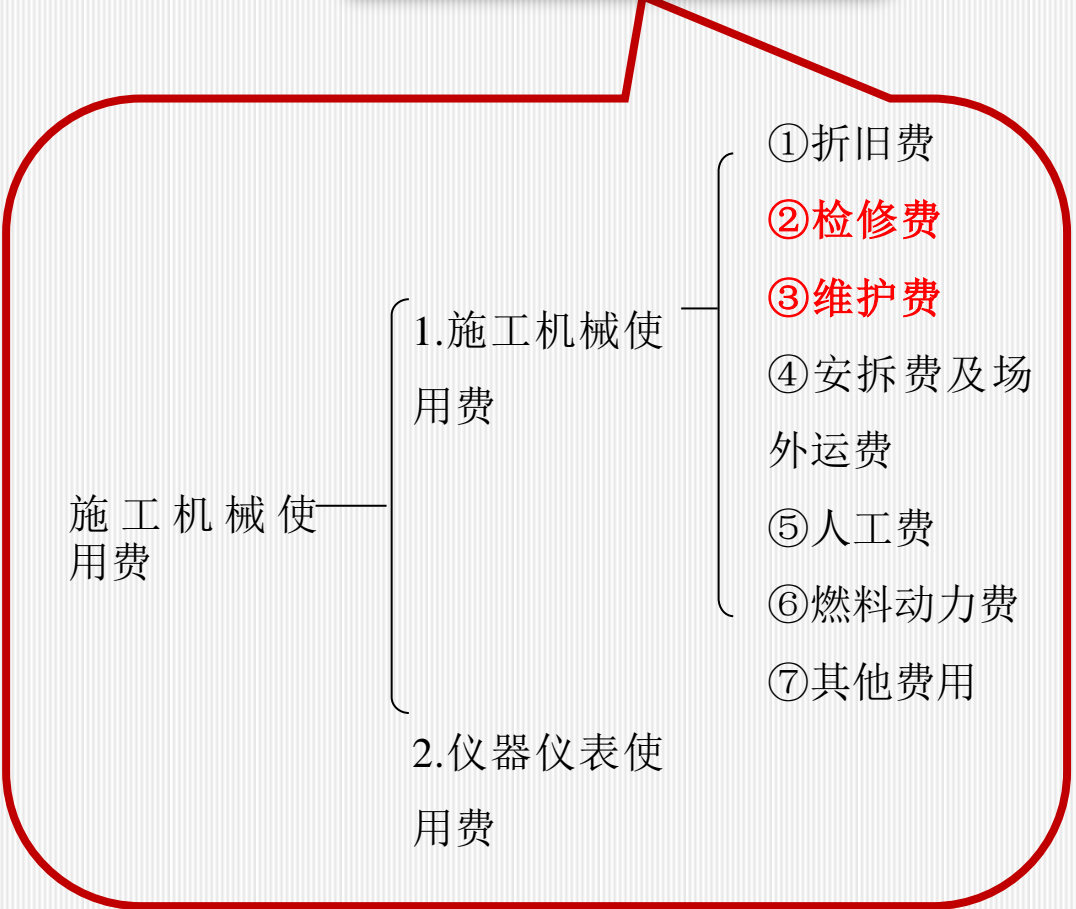 施工机械使
用费
1.施工机械使
用费
①折旧费
②检修费
③维护费
④安拆费及场
外运费
⑤人工费
⑥燃料动力费
⑦其他费用
2.仪器仪表使
用费